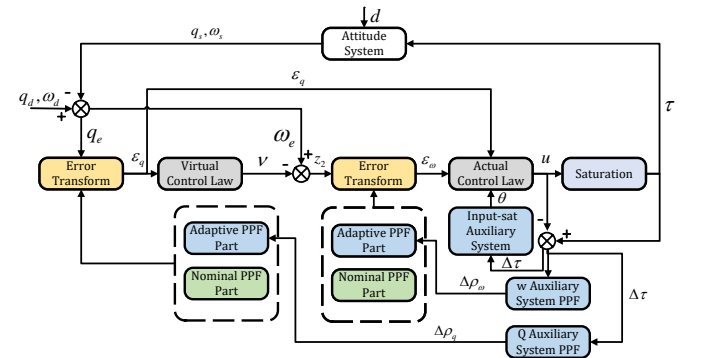 d
q_s, ω_s
Attitude
System
ε_q
q_d, ω_d
-
+
q_e
ω_e
τ
Error
Transform
ε_q
Virtual
Control Law
ν
-
+
z_2
Error
Transform
ε_ω
Actual
Control Law
u
Saturation
θ
Adaptive PPF
Part
Nominal PPF
Part
Adaptive PPF
Part
Nominal PPF
Part
Input-sat
Auxiliary
System
-
+
Δτ
Δρ_ω
w Auxiliary
System PPF
Δτ
Δρ_q
Q Auxiliary
System PPF